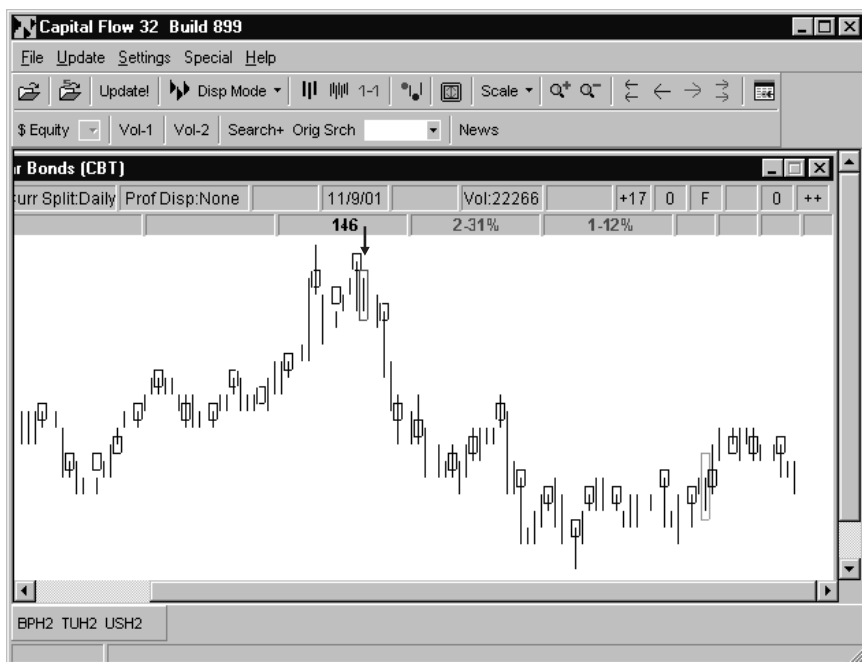 Capital Flow 32 Build 899
File Update Settings Special Help
Update! Disp Mode 1-1 Scale
$ Equity Vol-1 Vol-2 Search+ Orig Srch News
r Bonds (CBT)
urr Split:Daily Prof Disp:None 11/9/01 Vol:22266 +17 0 F 0 ++
146 2-31% 1-12%
BPH2 TUH2 USH2